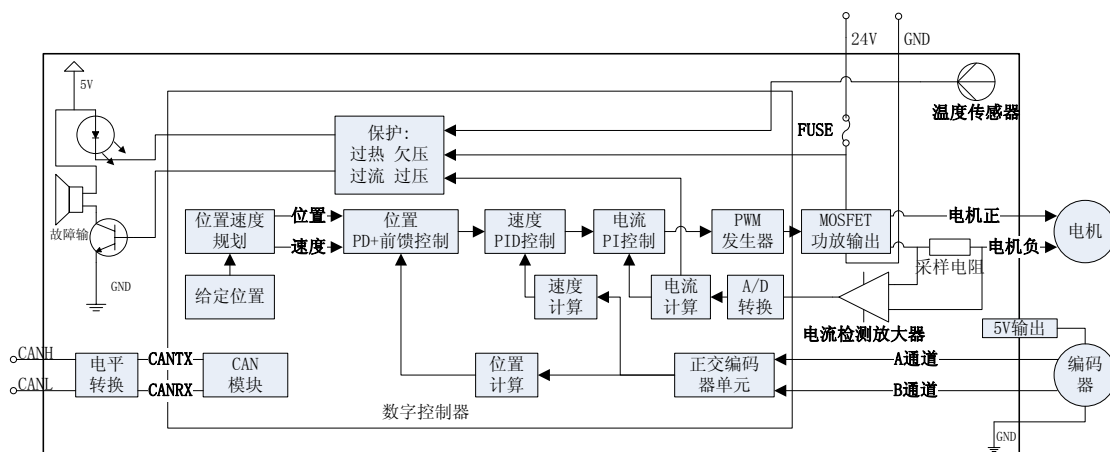 24V
GND
5V
温度传感器
FUSE
保护:
过热 欠压
过流 过压
故障输
GND
位置速度
规划
位置
速度
位置
PD+前馈控制
速度
PID控制
电流
PI控制
PWM
发生器
MOSFET
功放输出
电机正
电机负
电机
采样电阻
给定位置
速度
计算
电流
计算
A/D
转换
电流检测放大器
5V输出
CANH
CANL
电平
转换
CANTX
CANRX
CAN
模块
位置
计算
正交编码
器单元
A通道
B通道
编码
器
数字控制器
GND